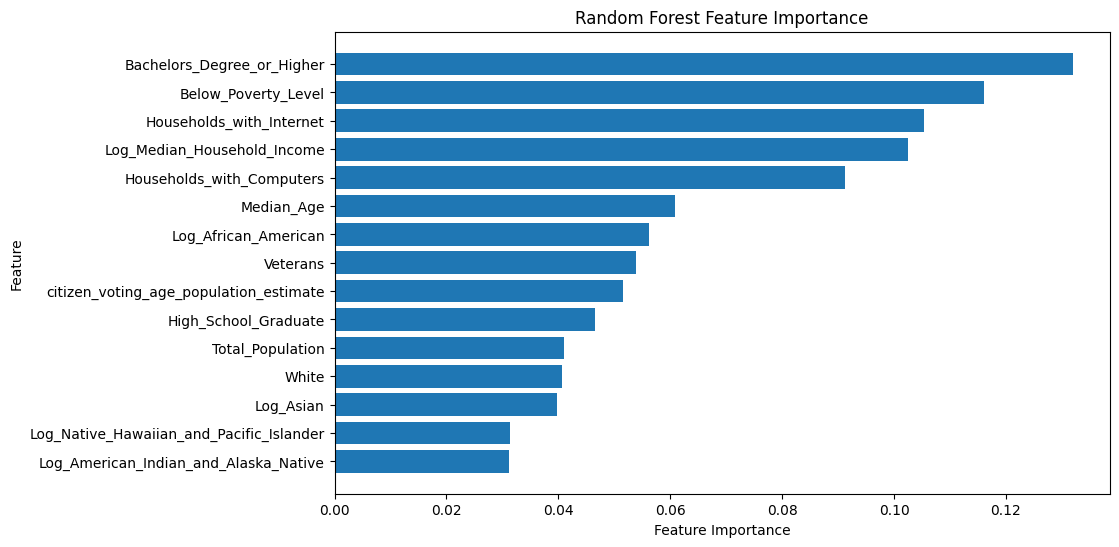 Random Forest Feature Importance
Feature
Bachelors_Degree_or_Higher
Below_Poverty_Level
Households_with_Internet
Log_Median_Household_Income
Households_with_Computers
Median_Age
Log_African_American
Veterans
citizen_voting_age_population_estimate
High_School_Graduate
Total_Population
White
Log_Asian
Log_Native_Hawaiian_and_Pacific_Islander
Log_American_Indian_and_Alaska_Native
0.00 0.02 0.04 0.06 0.08 0.10 0.12
Feature Importance